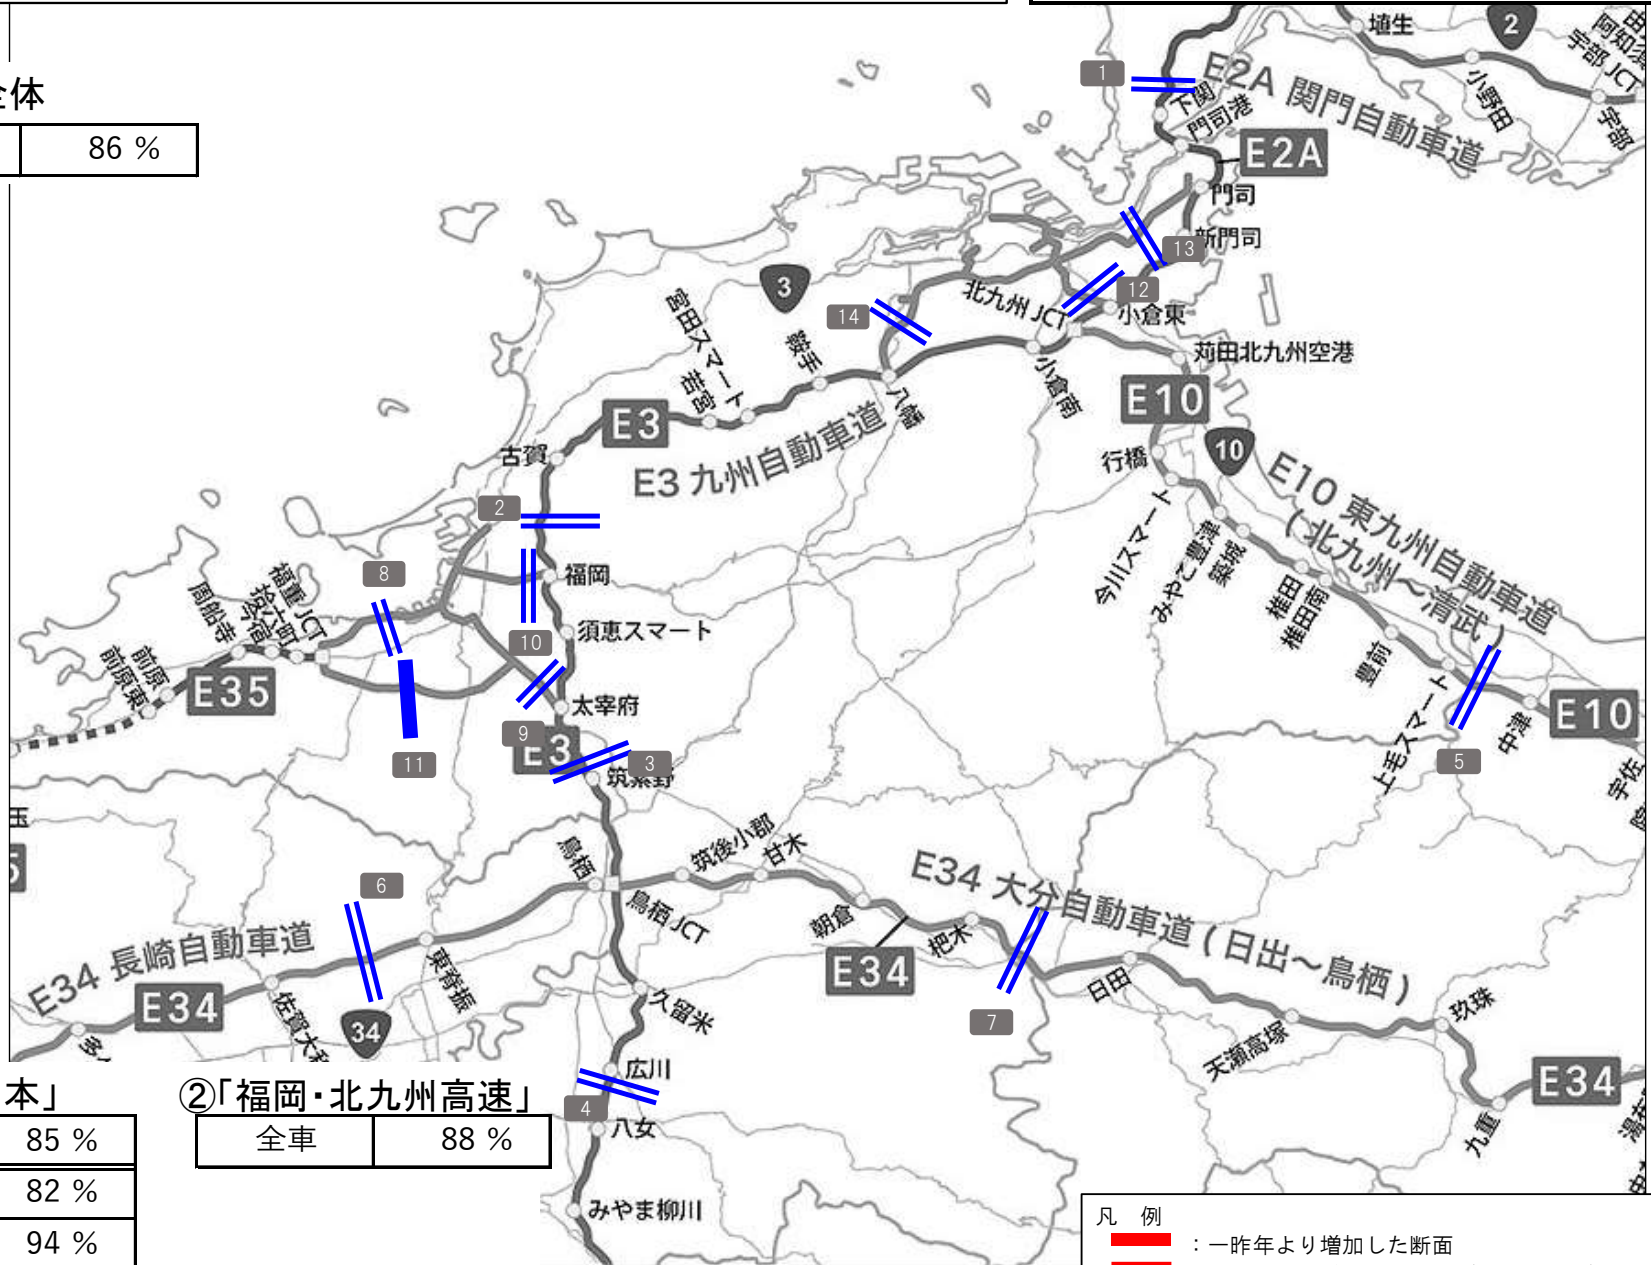 全体
86 %
1
E2A 関門自動車道
下関
門司港
E2A
門司
新門司
13
12
小倉東
北九州 JCT
苅田北九州空港
埴生
2
小野田
宇部 JCT
宇部
3
14
宮田スマート
若宮
鞍手
八幡
小倉南
E3
E3 九州自動車道
古賀
2
福岡
10
須恵スマート
9
太宰府
E3
3
筑紫野
8
福重 JCT
拾六町
今宿
周船寺
前原
前原東
E35
11
E10
行橋
10
今川スマート
みやこ豊津
築城
椎田
椎田南
豊前
上毛スマート
E10 東九州自動車道
( 北九州～清武 )
5
中津
E10
宇佐
6
鳥栖
鳥栖 JCT
筑後小郡
甘木
朝倉
杷木
E34
E34 大分自動車道 ( 日出～鳥栖 )
7
日田
天瀬高塚
玖珠
九重
E34
E34 長崎自動車道
E34
34
佐賀大和
東脊振
久留米
広川
4
八女
みやま柳川
本」
85 %
82 %
94 %
②「福岡・北九州高速」
全車 88 %
凡 例
：一昨年より増加した断面